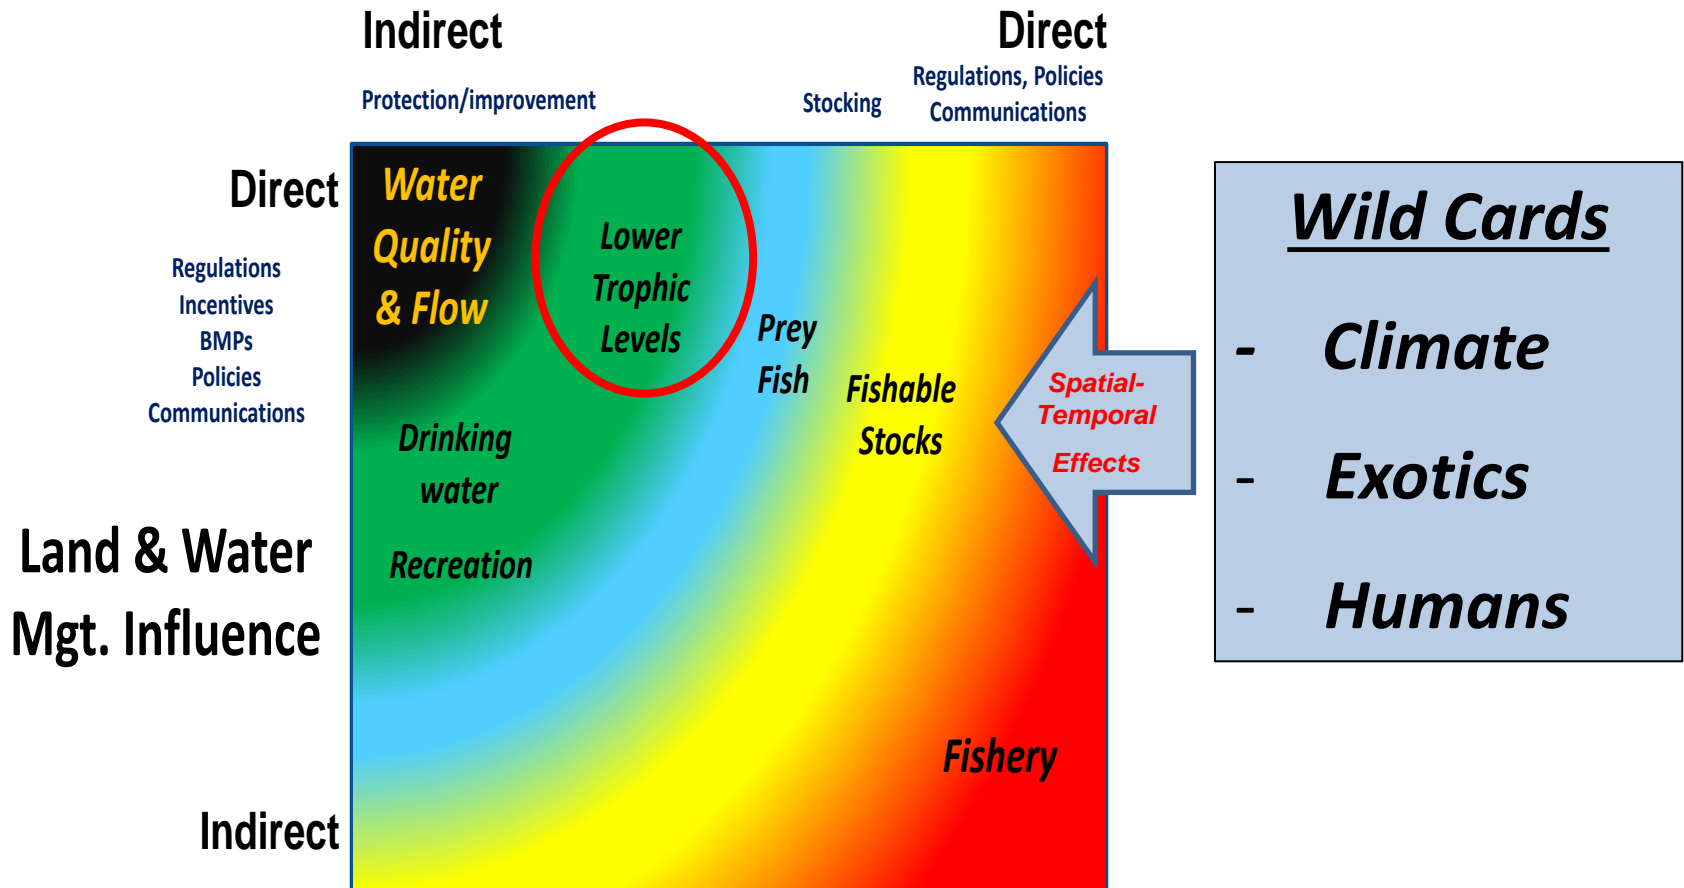 Indirect
Direct
Protection/improvement
Stocking
Regulations, Policies
Communications
Direct
Regulations
Incentives
BMPs
Policies
Communications
Land & Water
Mgt. Influence
Indirect
Water
Quality
& Flow
Lower
Trophic
Levels
Prey
Fish
Fishable
Stocks
Drinking
water
Recreation
Fishery
Spatial-
Temporal
Effects
Wild Cards
- Climate
- Exotics
- Humans